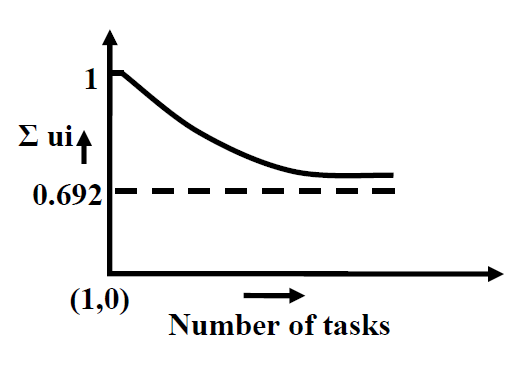 1
Σ ui
0.692
(1,0)
Number of tasks